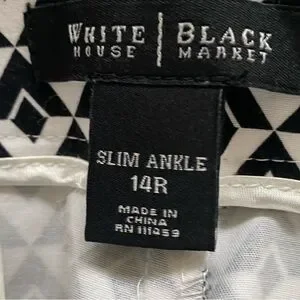 WHITE HOUSE | BLACK MARKET
SLIM ANKLE
14R
MADE IN
CHINA
RN 111459